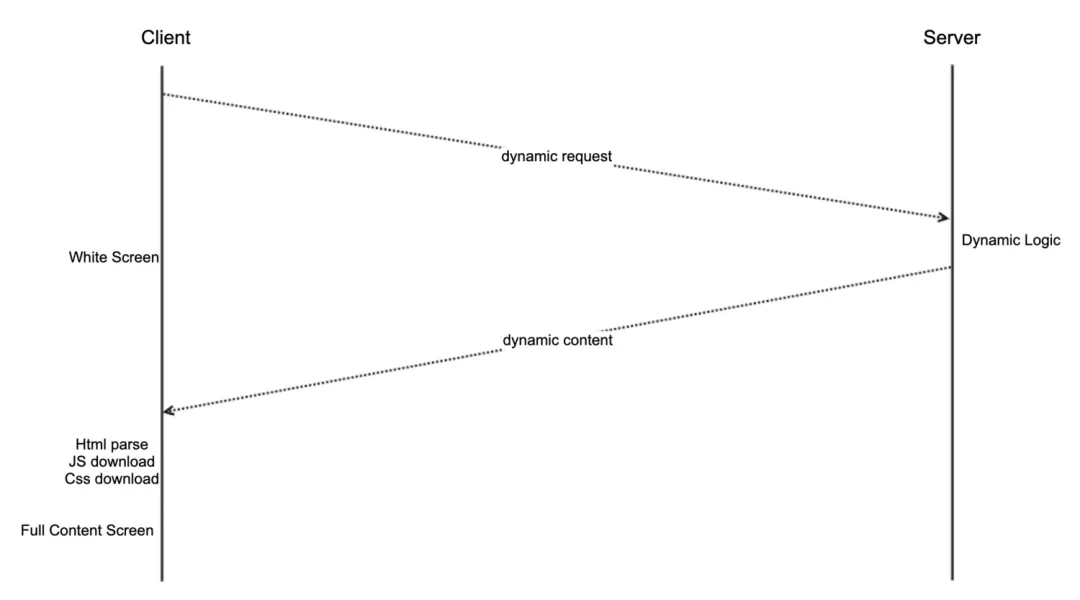 Client
Server
dynamic request
Dynamic Logic
White Screen
dynamic content
Html parse
JS download
Css download
Full Content Screen